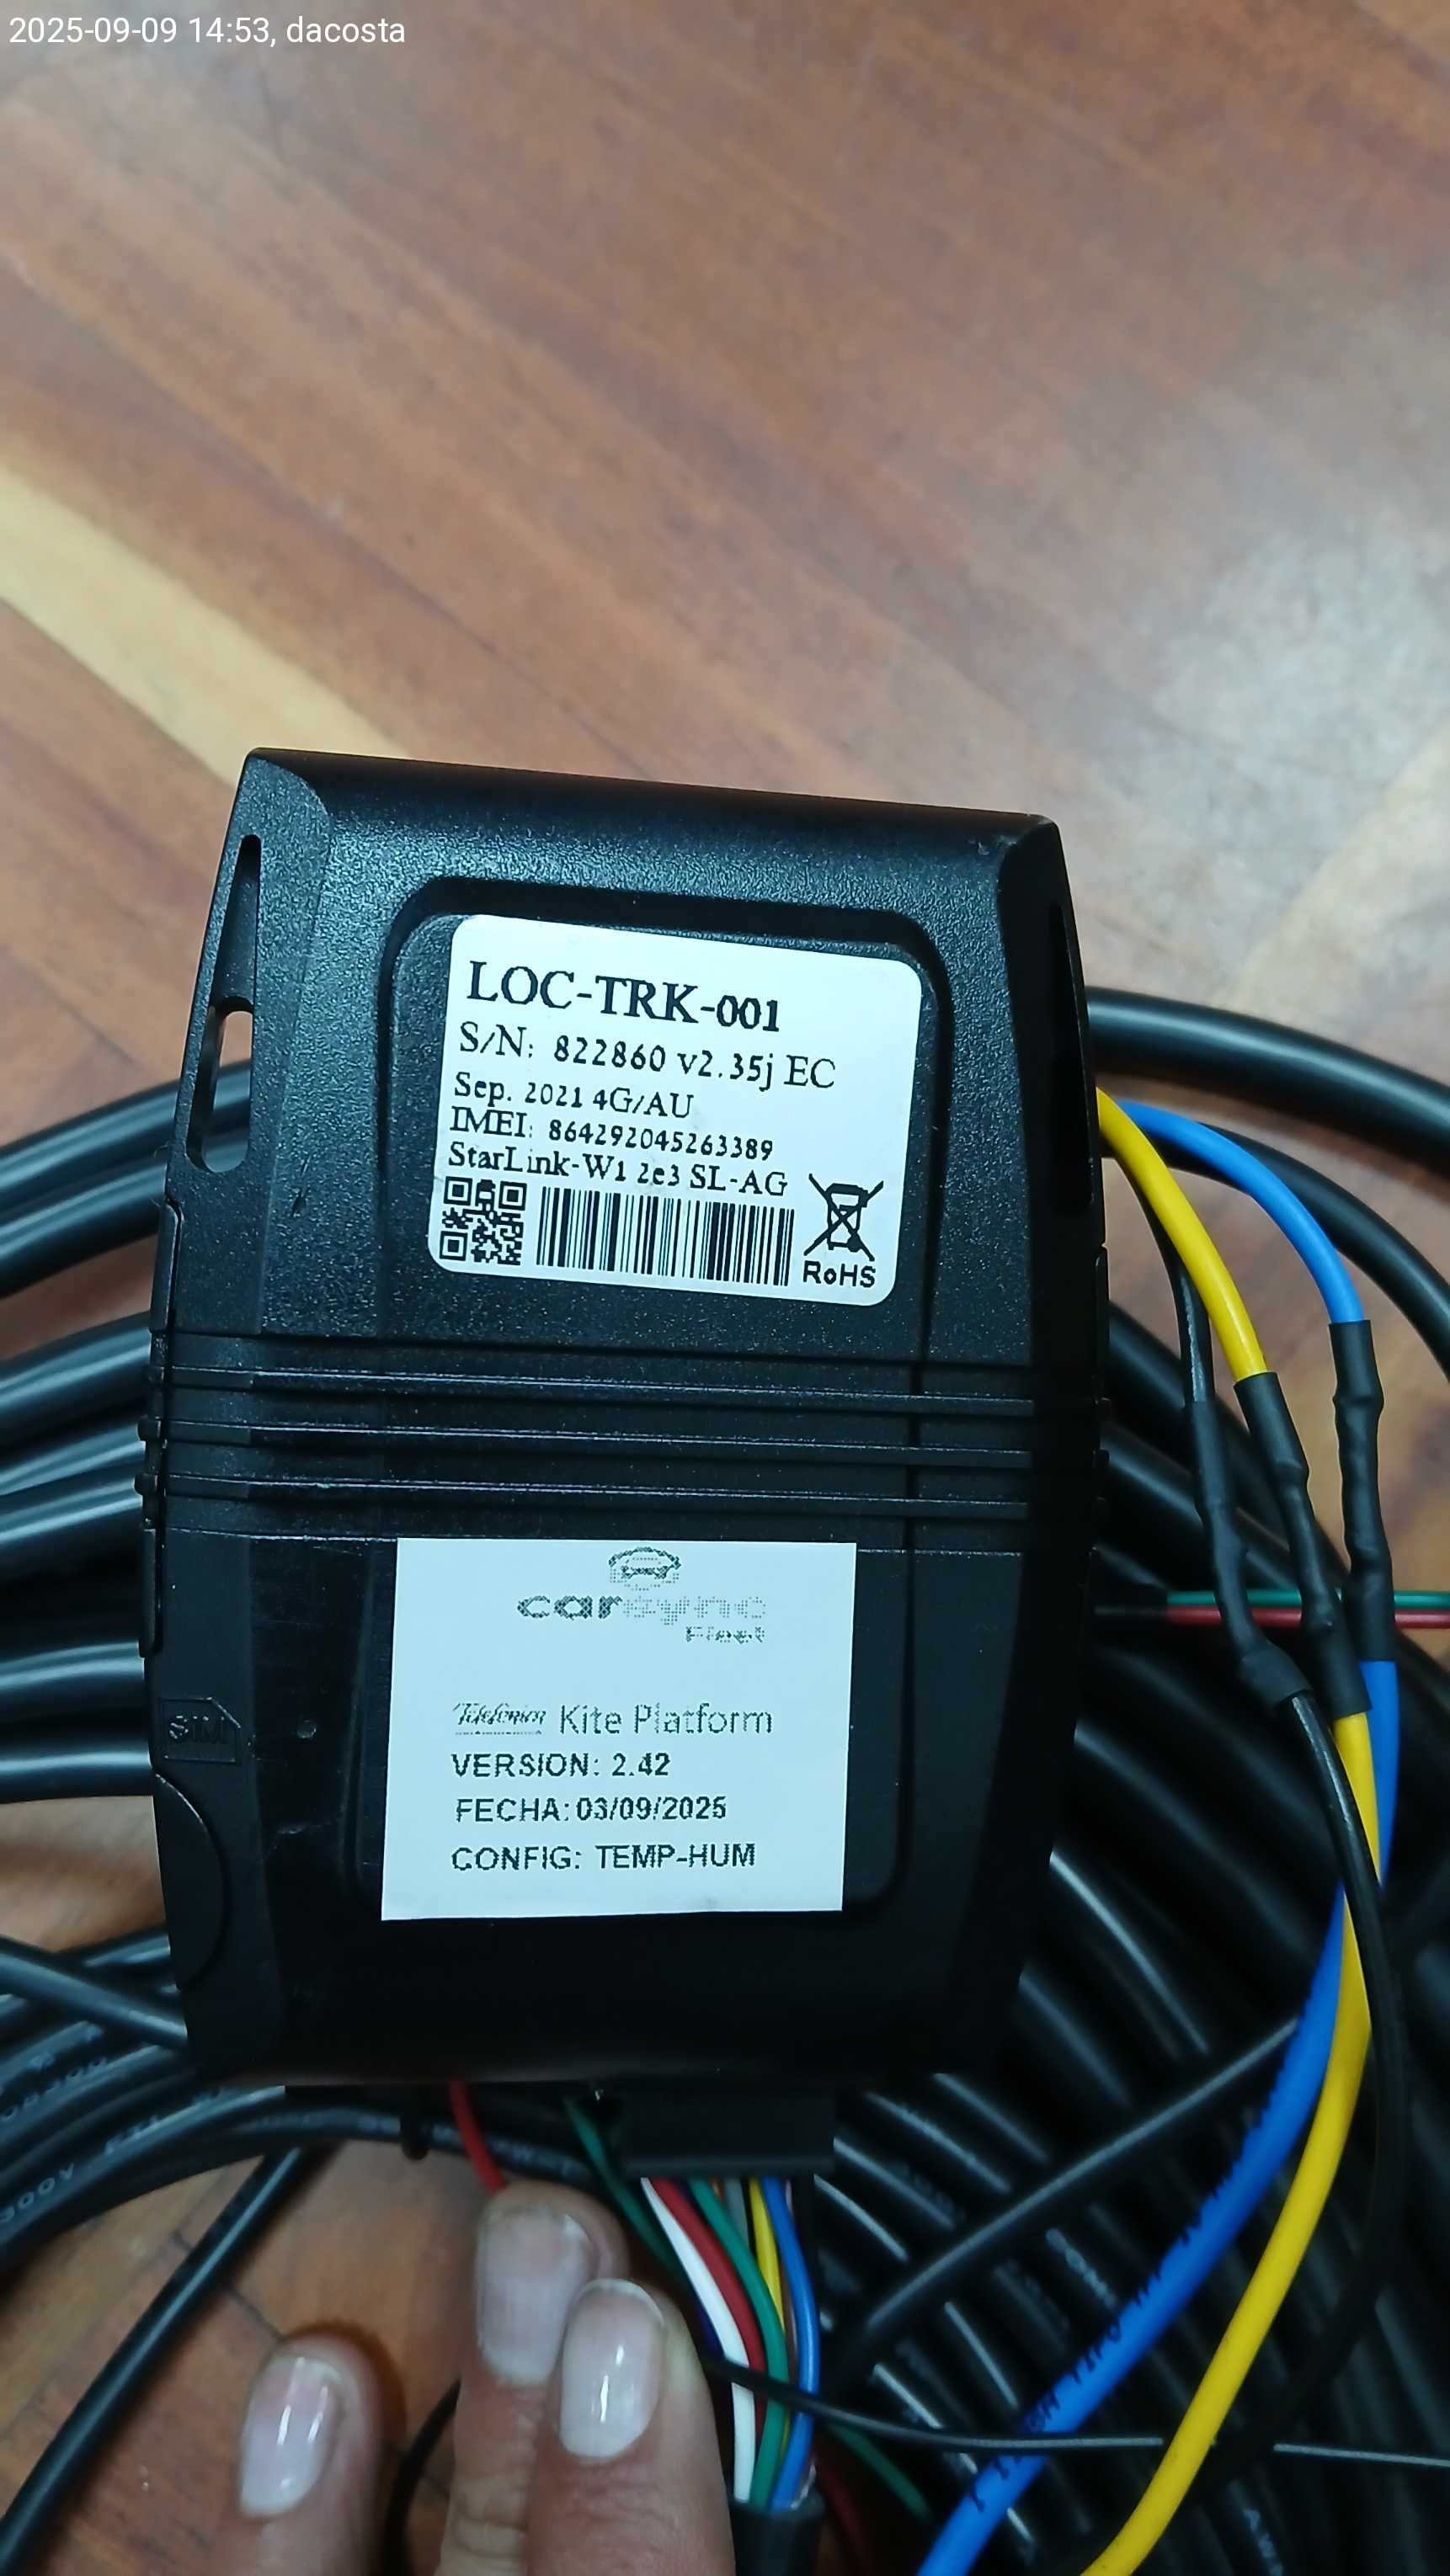 2025-09-09 14:53, dacosta
LOC-TRK-001
S/N: 822860 v2.35j EC
Sep. 2021 4G/AU
IMEI: 864292045263389
StarLink-W1 2e3 SL-AG
RoHS
carsync
Fleet
Telefónica Kite Platform
VERSION: 2.42
FECHA: 03/09/2025
CONFIG: TEMP-HUM
SIM